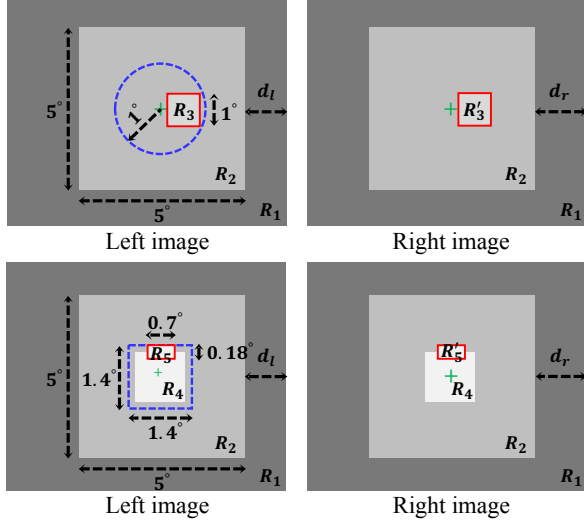 5° 1° R₃ 1° dₗ R₂ 5° R₁
R′₃ dᵣ R₂ R₁
Left image Right image
0.7° R₅ 0.18° dₗ 5° 1.4° R₄ 1.4° R₂ 5° R₁
R′₅ dᵣ R₄ R₂ R₁
Left image Right image